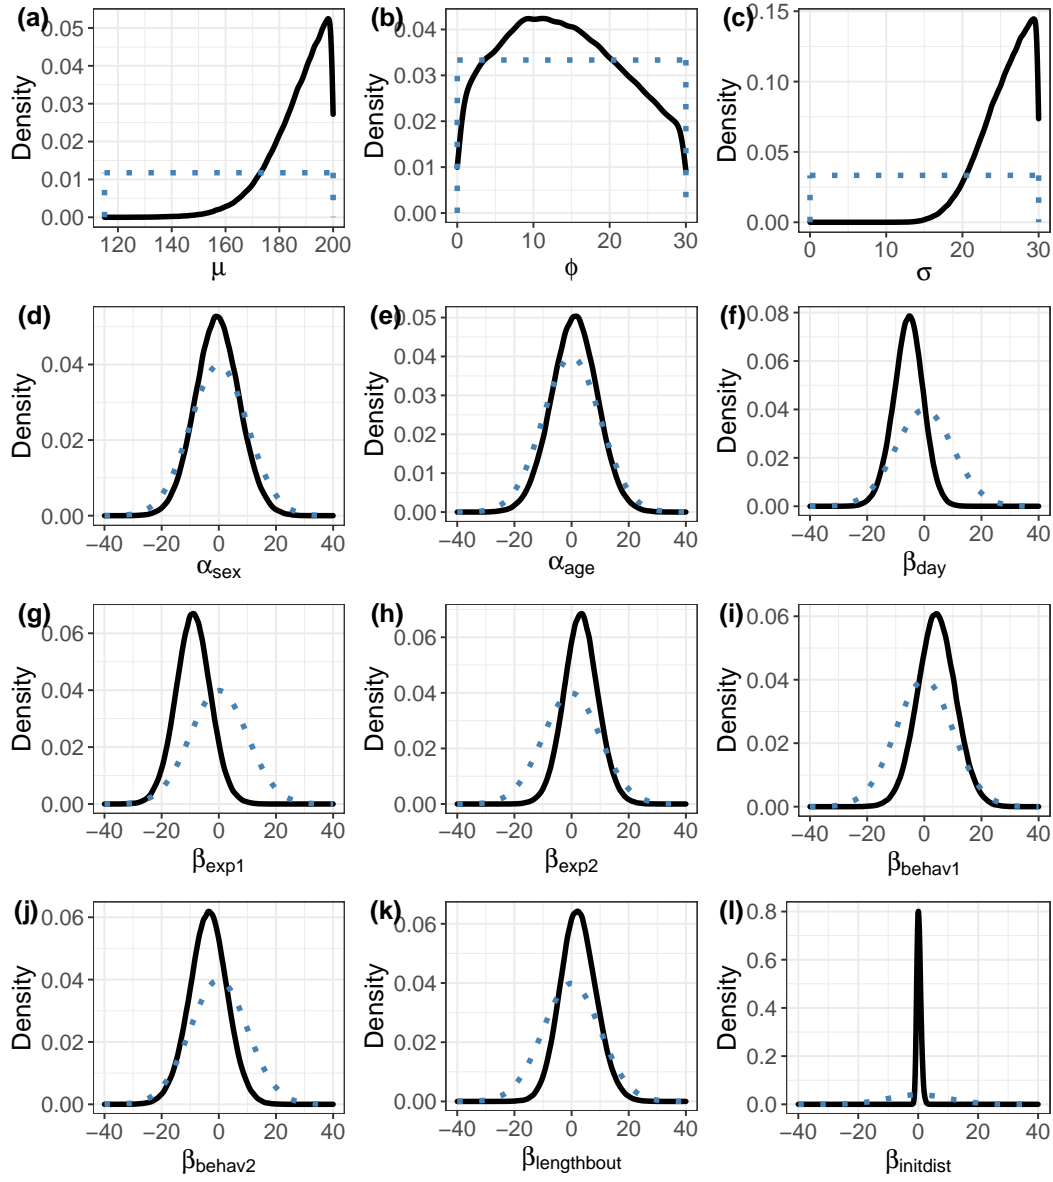 (a)
Density
0.05
0.04
0.03
0.02
0.01
0.00
120 140 160 180 200
μ
(b)
Density
0.04
0.03
0.02
0.01
0.00
0 10 20 30
ϕ
(c)
Density
0.15
0.10
0.05
0.00
0 10 20 30
σ
(d)
Density
0.04
0.02
0.00
−40 −20 0 20 40
αsex
(e)
Density
0.05
0.04
0.03
0.02
0.01
0.00
−40 −20 0 20 40
αage
(f)
Density
0.08
0.06
0.04
0.02
0.00
−40 −20 0 20 40
βday
(g)
Density
0.06
0.04
0.02
0.00
−40 −20 0 20 40
βexp1
(h)
Density
0.06
0.04
0.02
0.00
−40 −20 0 20 40
βexp2
(i)
Density
0.06
0.04
0.02
0.00
−40 −20 0 20 40
βbehav1
(j)
Density
0.06
0.04
0.02
0.00
−40 −20 0 20 40
βbehav2
(k)
Density
0.06
0.04
0.02
0.00
−40 −20 0 20 40
βlengthbout
(l)
Density
0.8
0.6
0.4
0.2
0.0
−40 −20 0 20 40
βinitdist